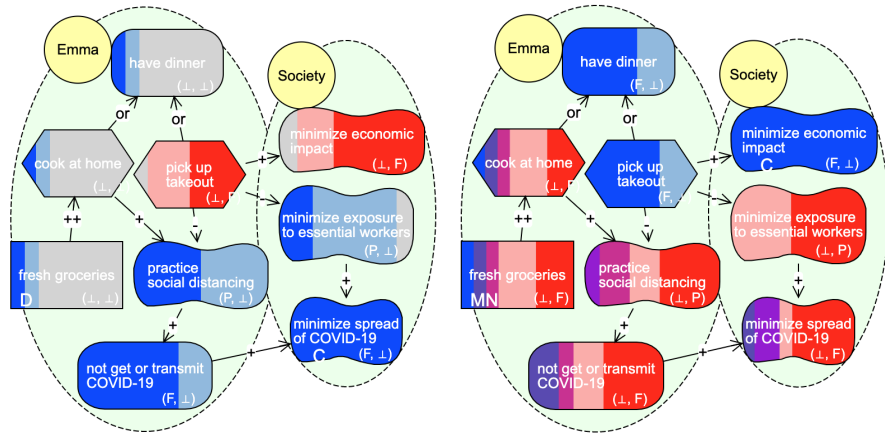 Emma
have dinner
(⊥, ⊥)
Society
or
or
minimize economic
impact
(⊥, F)
cook at home
pick up
takeout
+
-
++
+
-
minimize exposure
to essential workers
(P, ⊥)
fresh groceries
D
(⊥, ⊥)
practice
social distancing
(P, ⊥)
+
+
minimize spread
of COVID-19
C
(F, ⊥)
not get or transmit
COVID-19
(F, ⊥)
+
Emma
have dinner
(F, ⊥)
Society
or
or
minimize economic
impact
C
(F, ⊥)
cook at home
pick up
takeout
+
-
++
+
-
minimize exposure
to essential workers
(⊥, P)
fresh groceries
MN
(⊥, F)
practice
social distancing
(⊥, P)
+
+
minimize spread
of COVID-19
(⊥, F)
not get or transmit
COVID-19
(⊥, F)
+